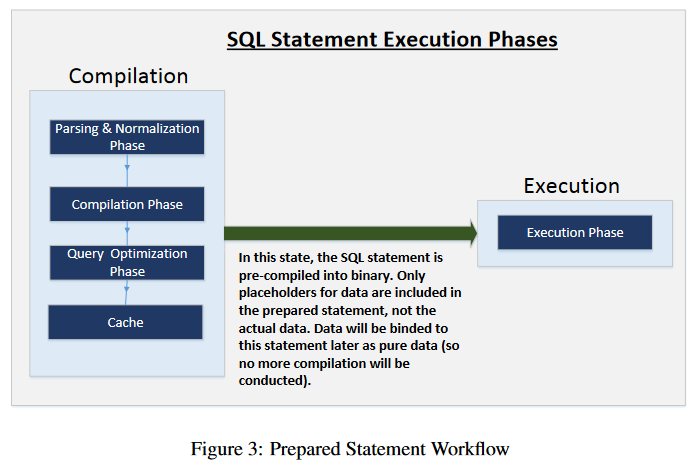 SQL Statement Execution Phases
Compilation
Parsing & Normalization
Phase
Compilation Phase
Query Optimization
Phase
Cache
In this state, the SQL statement is
pre-compiled into binary. Only
placeholders for data are included in
the prepared statement, not the
actual data. Data will be binded to
this statement later as pure data (so
no more compilation will be
conducted).
Execution
Execution Phase
Figure 3: Prepared Statement Workflow